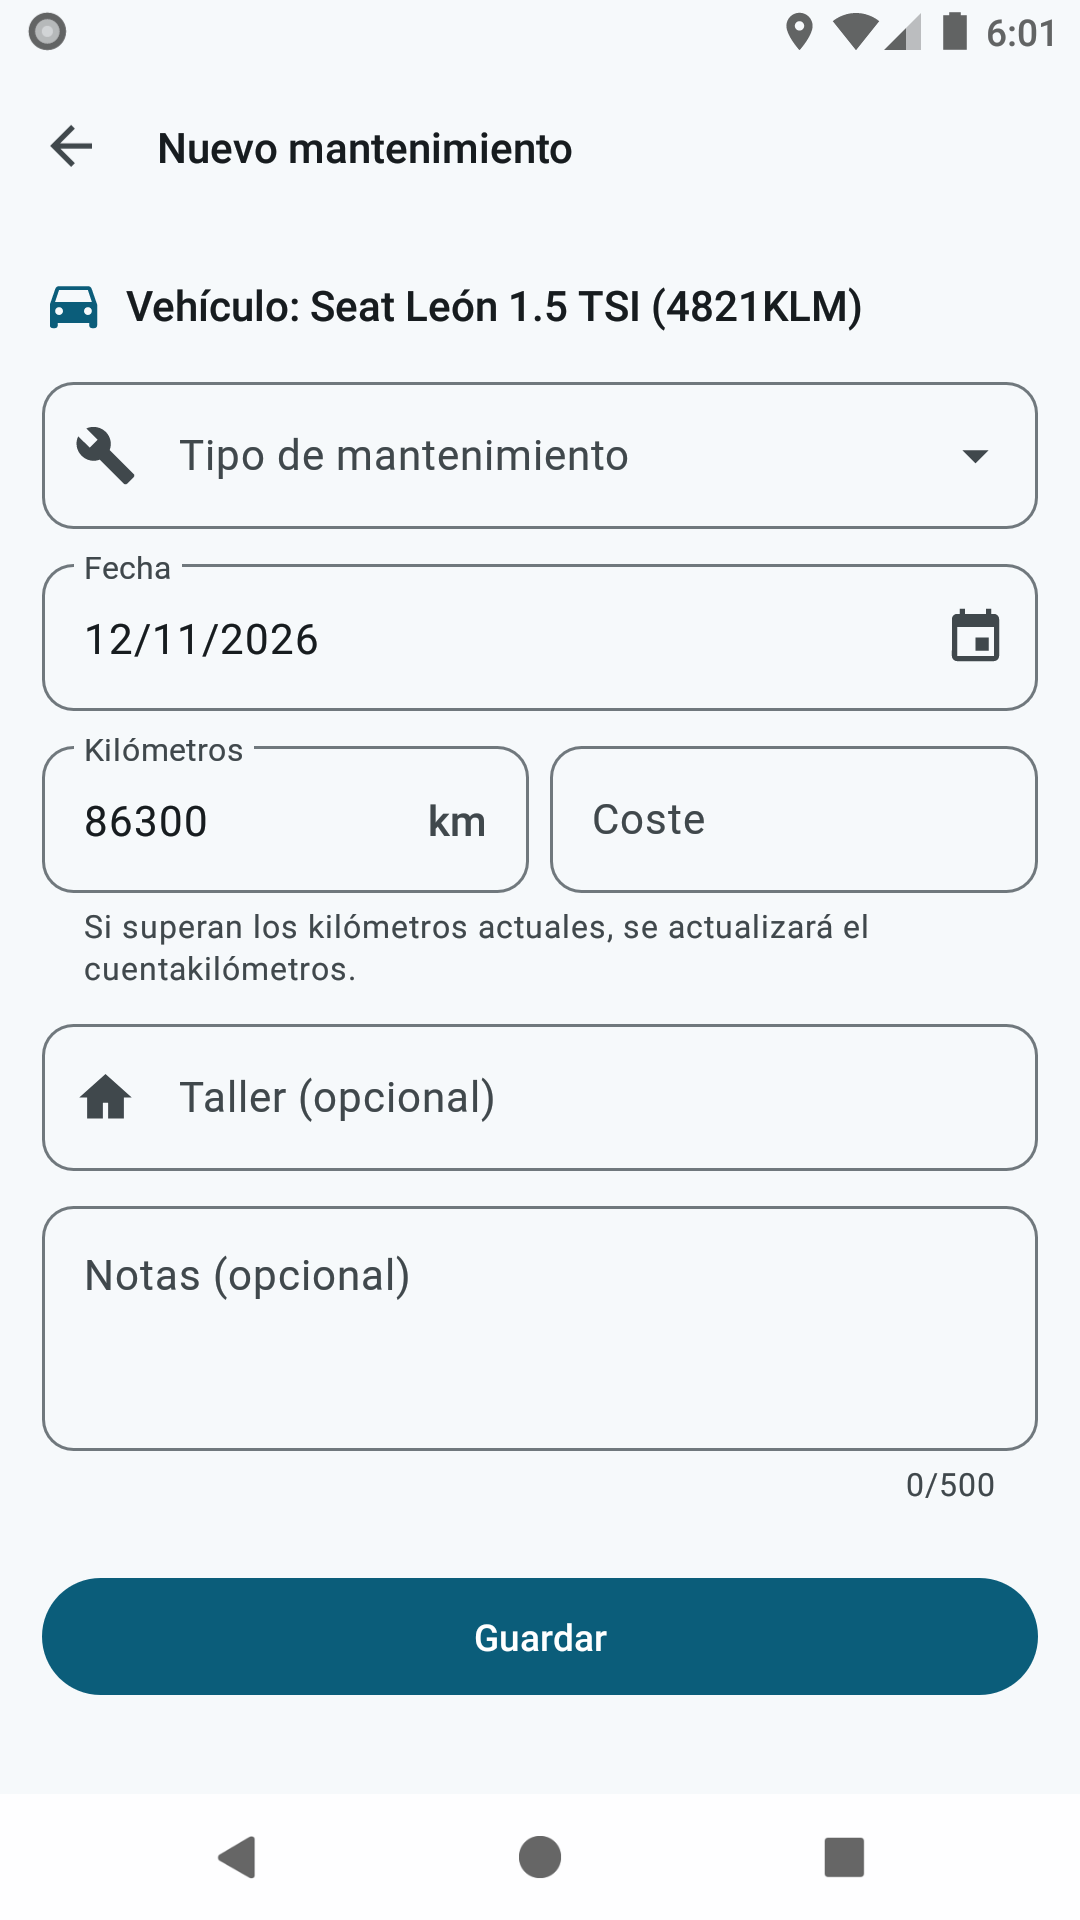 6:01
Nuevo mantenimiento
Vehículo: Seat León 1.5 TSI (4821KLM)
Tipo de mantenimiento
Fecha
12/11/2026
Kilómetros
86300 km
Coste
Si superan los kilómetros actuales, se actualizará el
cuentakilómetros.
Taller (opcional)
Notas (opcional)
0/500
Guardar